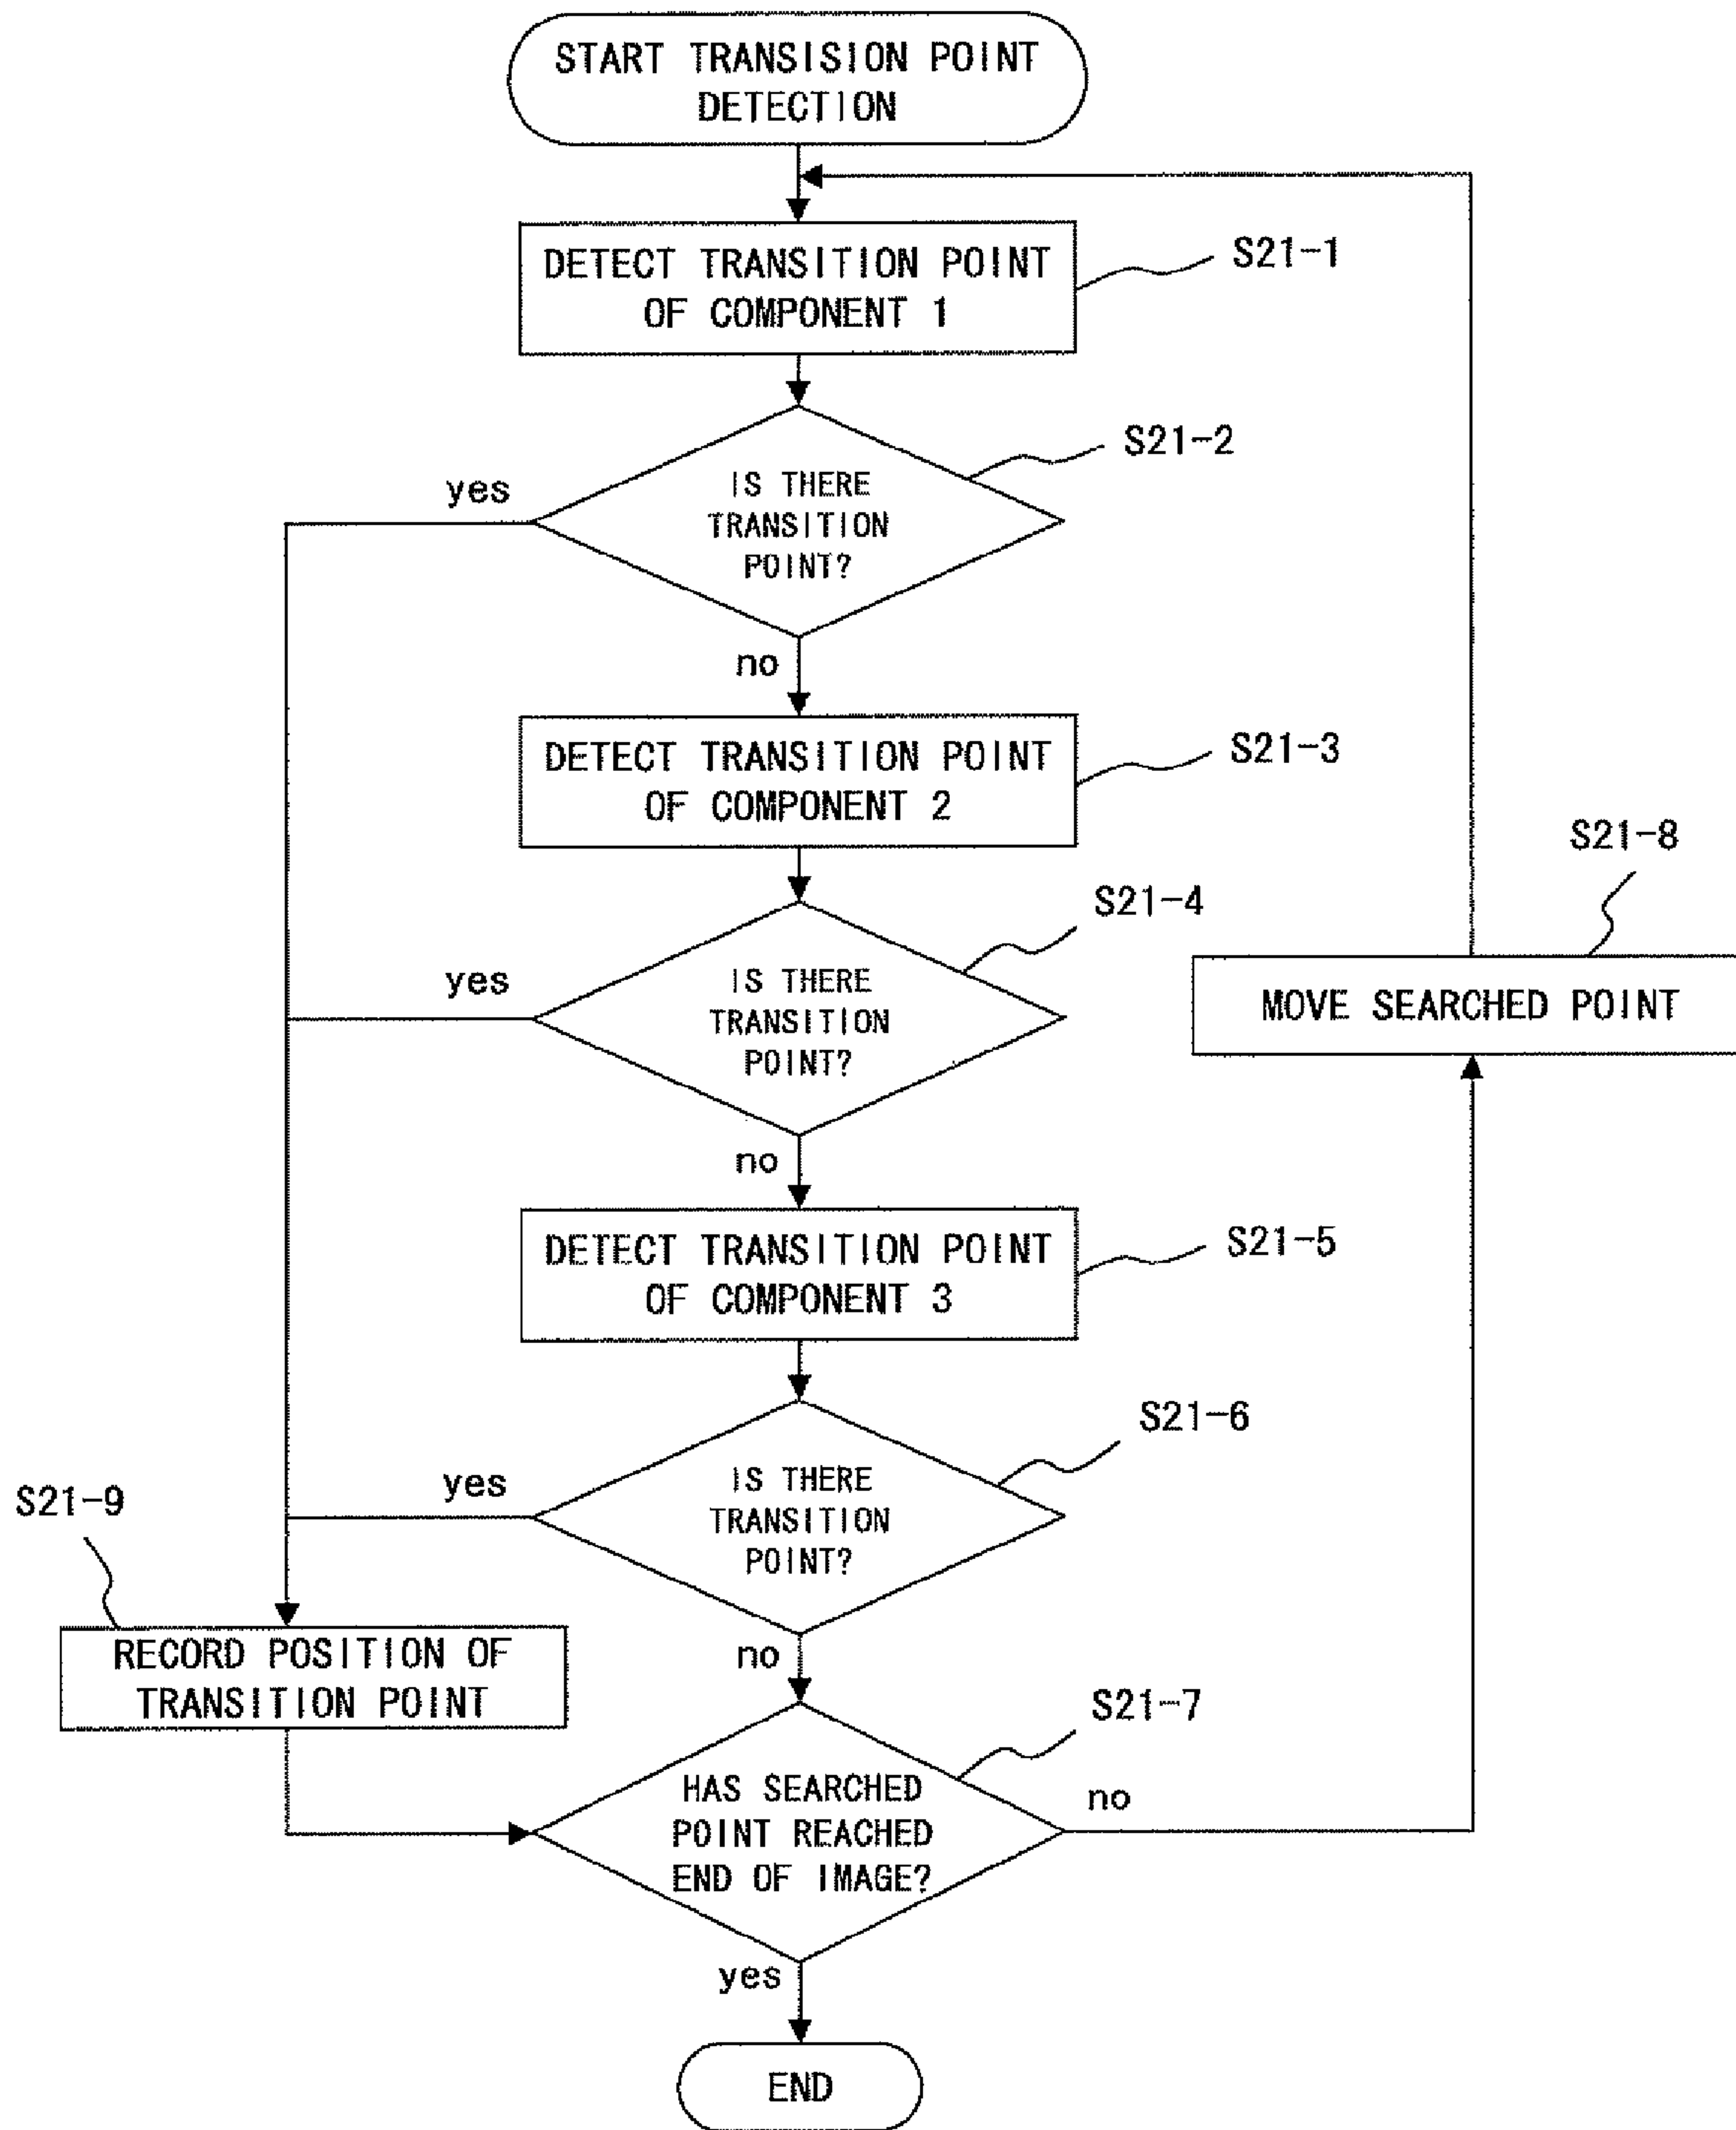 START TRANSISION POINT
DETECTION
DETECT TRANSITION POINT
OF COMPONENT 1
S21-1
S21-2
yes
IS THERE
TRANSITION
POINT?
no
DETECT TRANSITION POINT
OF COMPONENT 2
S21-3
S21-8
S21-4
yes
IS THERE
TRANSITION
POINT?
MOVE SEARCHED POINT
no
DETECT TRANSITION POINT
OF COMPONENT 3
S21-5
S21-6
S21-9
yes
IS THERE
TRANSITION
POINT?
RECORD POSITION OF
TRANSITION POINT
no
S21-7
HAS SEARCHED
POINT REACHED
END OF IMAGE?
no
yes
END